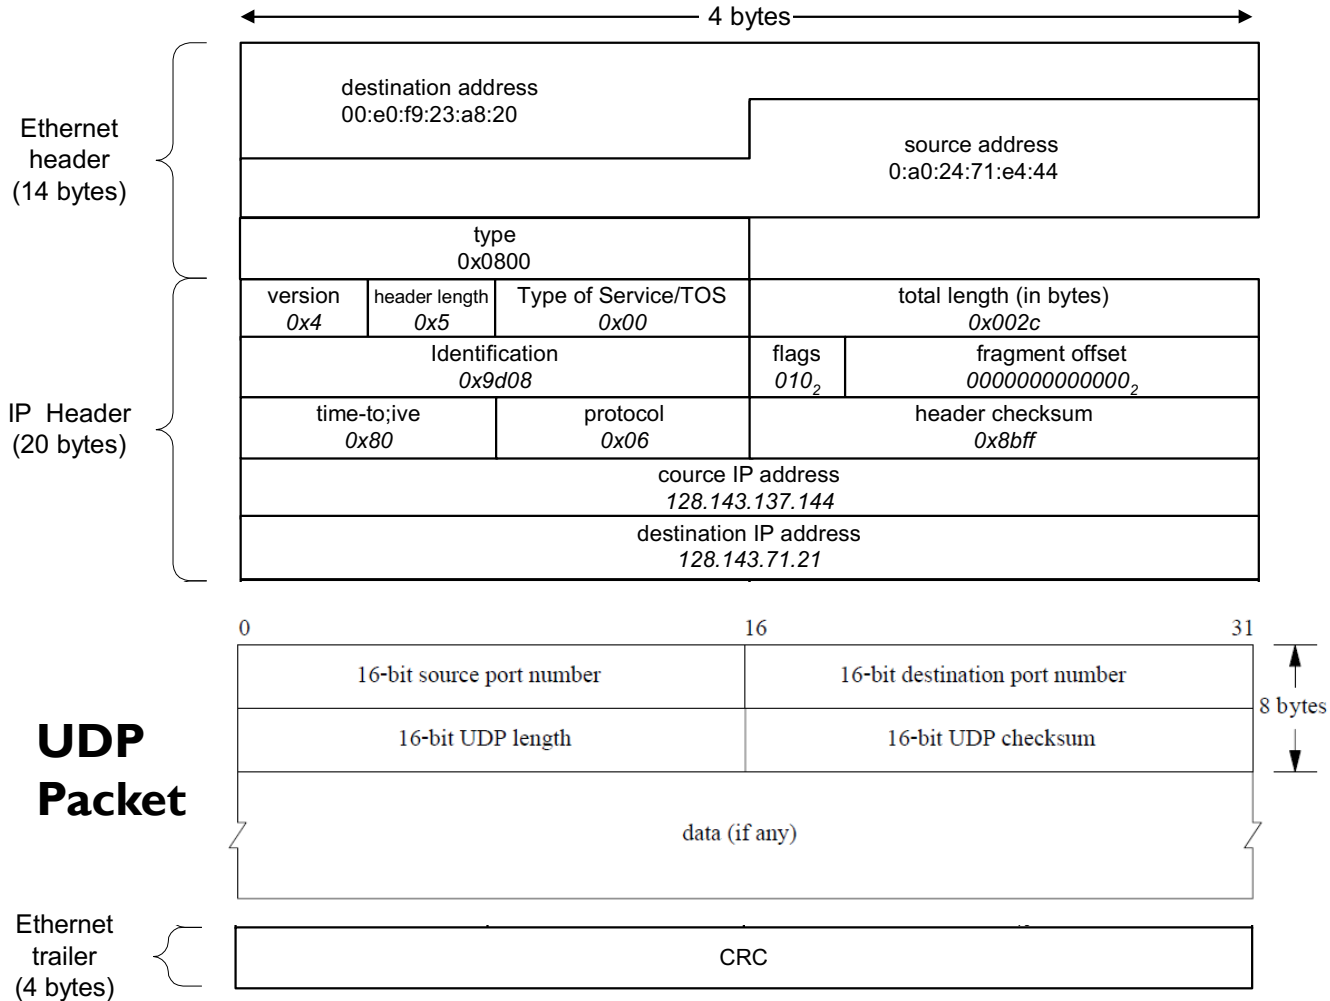 4 bytes
Ethernet
header
(14 bytes)
destination address
00:e0:f9:23:a8:20
source address
0:a0:24:71:e4:44
type
0x0800
IP Header
(20 bytes)
version
0x4
header length
0x5
Type of Service/TOS
0x00
total length (in bytes)
0x002c
Identification
0x9d08
flags
010₂
fragment offset
0000000000000₂
time-to;ive
0x80
protocol
0x06
header checksum
0x8bff
cource IP address
128.143.137.144
destination IP address
128.143.71.21
0 16 31
UDP
Packet
16-bit source port number
16-bit destination port number
16-bit UDP length
16-bit UDP checksum
8 bytes
data (if any)
Ethernet
trailer
(4 bytes)
CRC